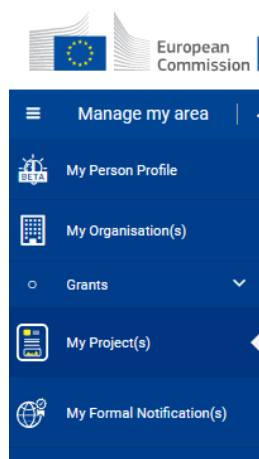 European
Commission
Manage my area
BETA
My Person Profile
My Organisation(s)
Grants
My Project(s)
My Formal Notification(s)